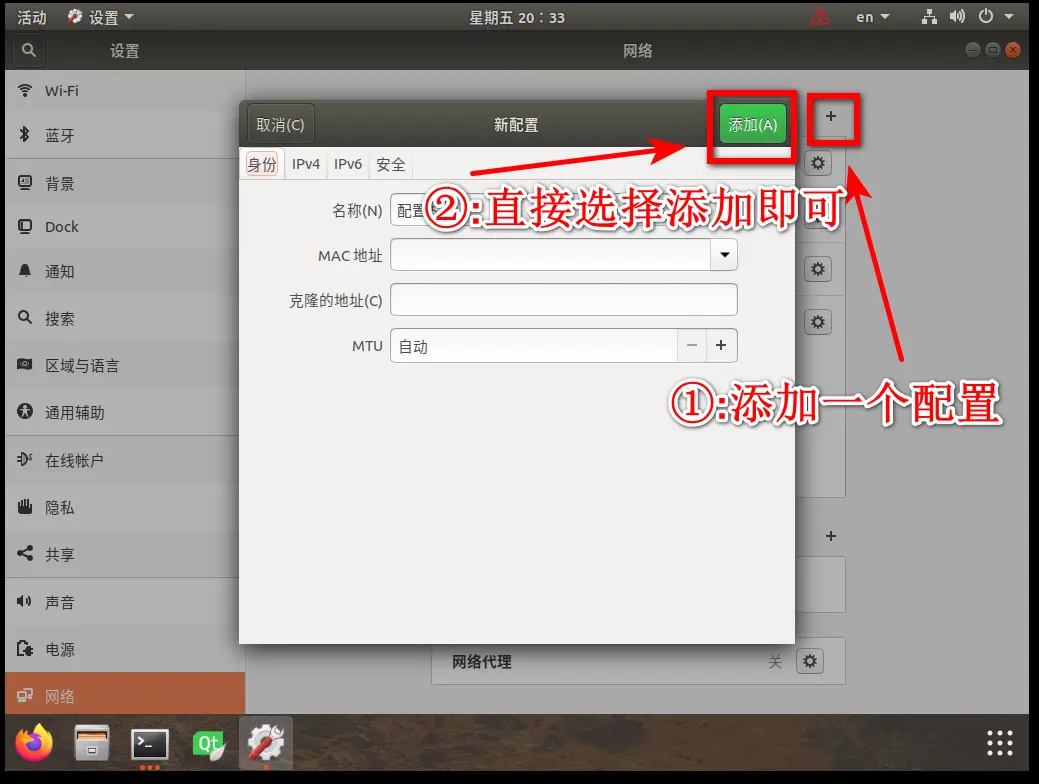 活动 设置 星期五 20：33 en
设置 网络
Wi-Fi
蓝牙
背景
Dock
通知
搜索
区域与语言
通用辅助
在线帐户
隐私
共享
声音
电源
网络
取消(C) 新配置 添加(A)
身份 IPv4 IPv6 安全
名称(N) 配置
②:直接选择添加即可
MAC 地址
克隆的地址(C)
MTU 自动 − +
①:添加一个配置
网络代理 关
Qt